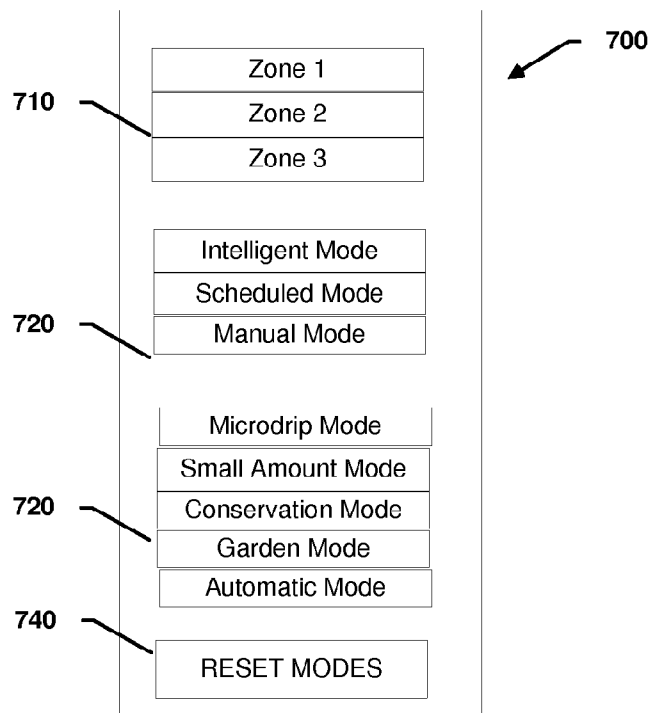 700
Zone 1
710
Zone 2
Zone 3
Intelligent Mode
Scheduled Mode
720
Manual Mode
Microdrip Mode
Small Amount Mode
720
Conservation Mode
Garden Mode
Automatic Mode
740
RESET MODES